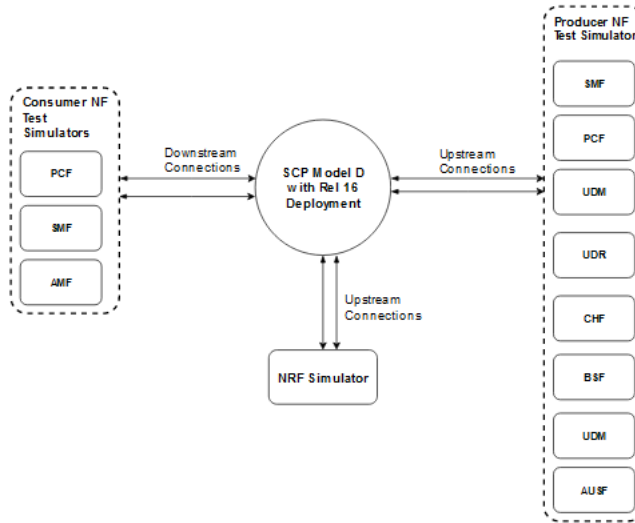 Consumer NF
Test
Simulators
PCF
SMF
AMF
Downstream
Connections
SCP Model D
with Rel 16
Deployment
Upstream
Connections
Upstream
Connections
NRF Simulator
Producer NF
Test Simulator
SMF
PCF
UDM
UDR
CHF
BSF
UDM
AUSF